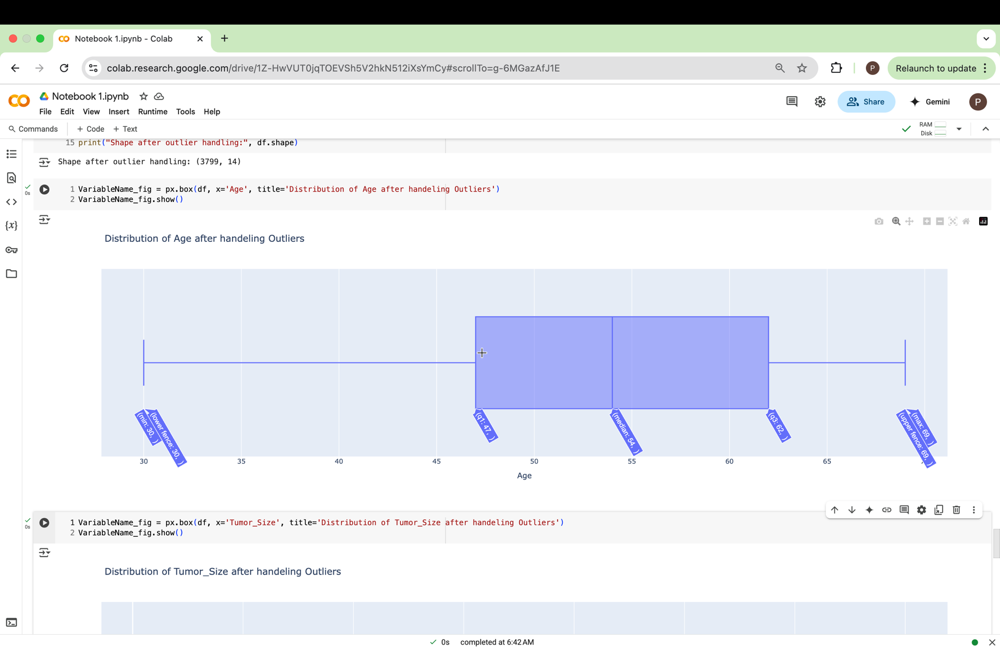 Notebook 1.ipynb - Colab
colab.research.google.com/drive/1Z-HwVUT0jqTOEVSh5V2hkN512iXsYmCy#scrollTo=g-6MGazAfJ1E
P
Relaunch to update
Notebook 1.ipynb
File Edit View Insert Runtime Tools Help
Share
Gemini
P
Commands + Code + Text
RAM
Disk
15 print("Shape after outlier handling:", df.shape)
Shape after outlier handling: (3799, 14)
0s
1 VariableName_fig = px.box(df, x='Age', title='Distribution of Age after handeling Outliers')
2 VariableName_fig.show()
{x}
Distribution of Age after handeling Outliers
(min: 30, )
(lower fence: 30, )
(q1: 47, )
(median: 54, )
(q3: 62, )
(max: 69, )
(upper fence: 69, )
30 35 40 45 50 55 60 65
Age
0s
1 VariableName_fig = px.box(df, x='Tumor_Size', title='Distribution of Tumor_Size after handeling Outliers')
2 VariableName_fig.show()
Distribution of Tumor_Size after handeling Outliers
0s completed at 6:42 AM